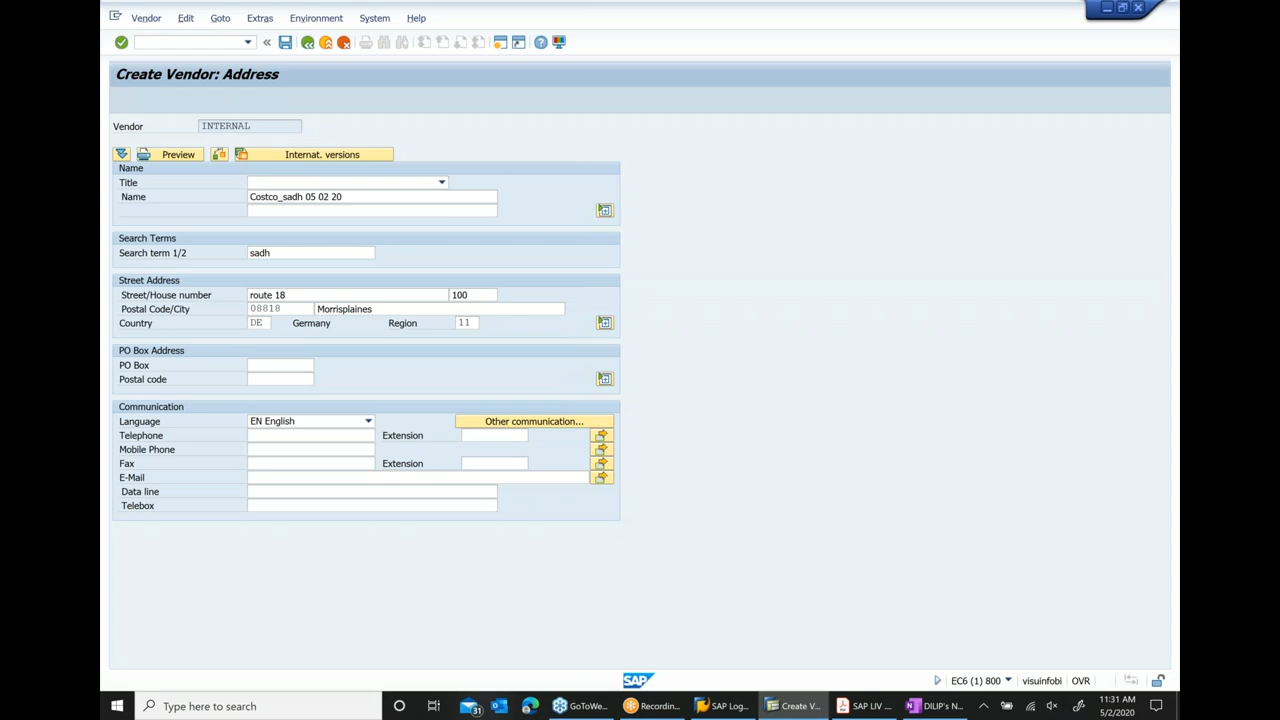 Vendor Edit Goto Extras Environment System Help
Create Vendor: Address
Vendor INTERNAL
Preview Internat. versions
Name
Title
Name Costco_sadh 05 02 20
Search Terms
Search term 1/2 sadh
Street Address
Street/House number route 18 100
Postal Code/City 08818 Morrisplaines
Country DE Germany Region 11
PO Box Address
PO Box
Postal code
Communication
Language EN English Other communication...
Telephone Extension
Mobile Phone
Fax Extension
E-Mail
Data line
Telebox
SAP EC6 (1) 800 visuinfobi OVR
Type here to search 31 GoToWe... Recordin... SAP Log... Create V... SAP LIV ... DILIP's N... 11:31 AM
5/2/2020